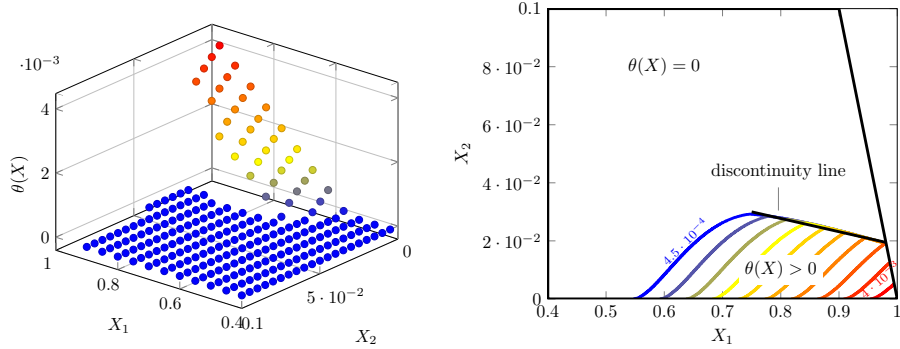 ·10⁻³
4
2
0
θ(X)
1
0.8
0.6
0.4
X₁
0.1
5 · 10⁻²
0
X₂
0.1
8 · 10⁻²
6 · 10⁻²
4 · 10⁻²
2 · 10⁻²
0
X₂
θ(X) = 0
discontinuity line
4.5 · 10⁻⁴
θ(X) > 0
0.4
0.5
0.6
0.7
0.8
0.9
1
X₁